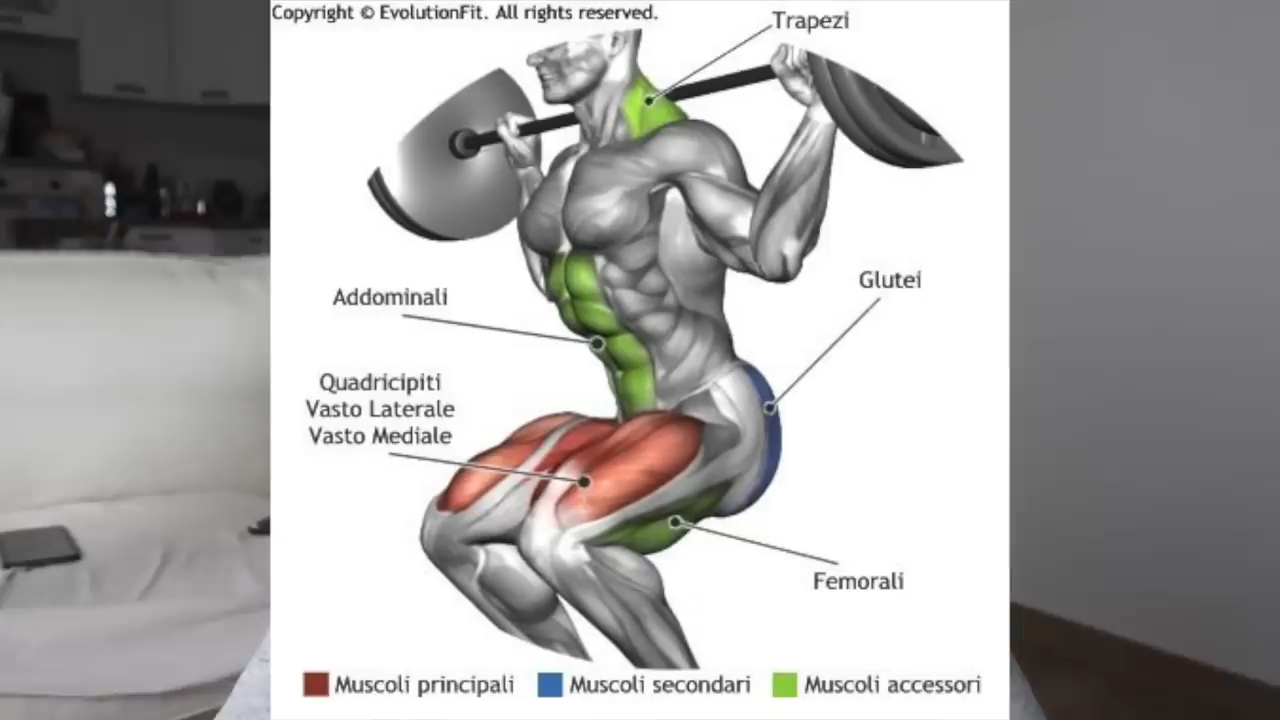 Copyright © EvolutionFit. All rights reserved.
Trapezi
Glutei
Addominali
Quadricipiti
Vasto Laterale
Vasto Mediale
Femorali
Muscoli principali
Muscoli secondari
Muscoli accessori